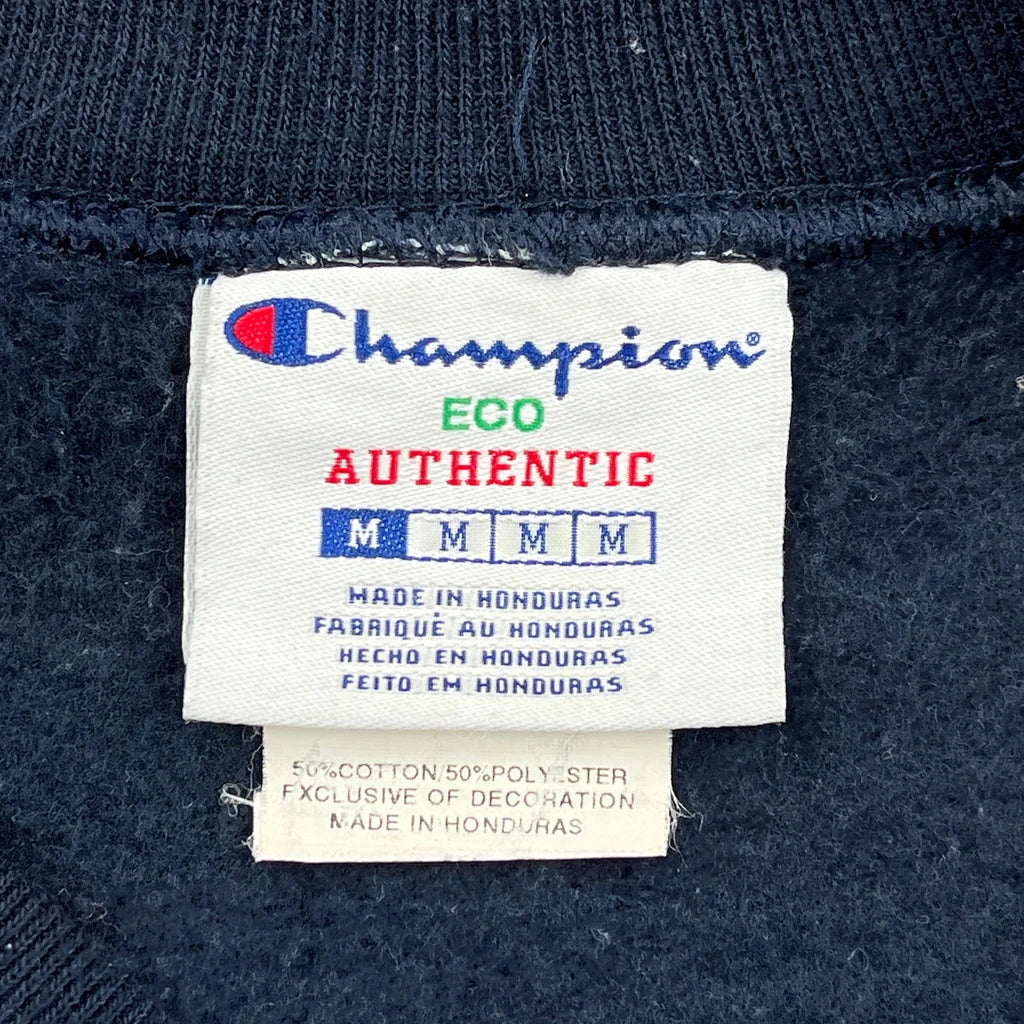 Champion®
ECO
AUTHENTIC
M M M M
MADE IN HONDURAS
FABRIQUÉ AU HONDURAS
HECHO EN HONDURAS
FEITO EM HONDURAS
50%COTTON/50%POLYESTER
EXCLUSIVE OF DECORATION
MADE IN HONDURAS